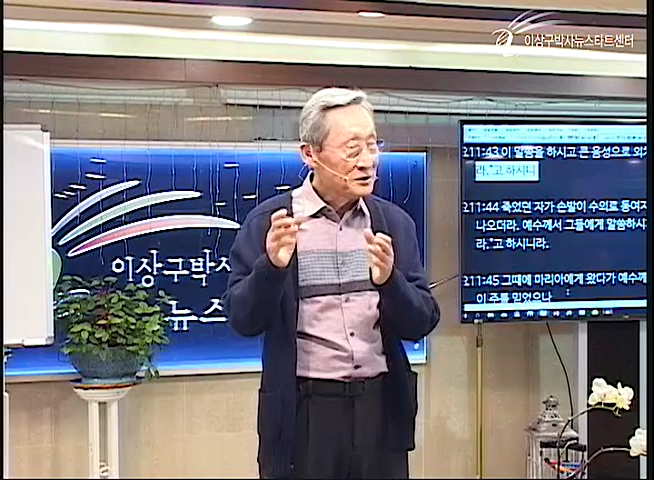 이상구박사뉴스타트센터
이상구박사
뉴스
11:43 이 말씀을 하시고 큰 음성으로 외
라."고 하시니
11:44 죽었던 자가 손발이 수의로 동여
나오더라. 예수께서 그들에게 말씀하시
라."고 하시니라.
11:45 그때에 마리아에게 왔다가 예수께
이 주를 믿었으나